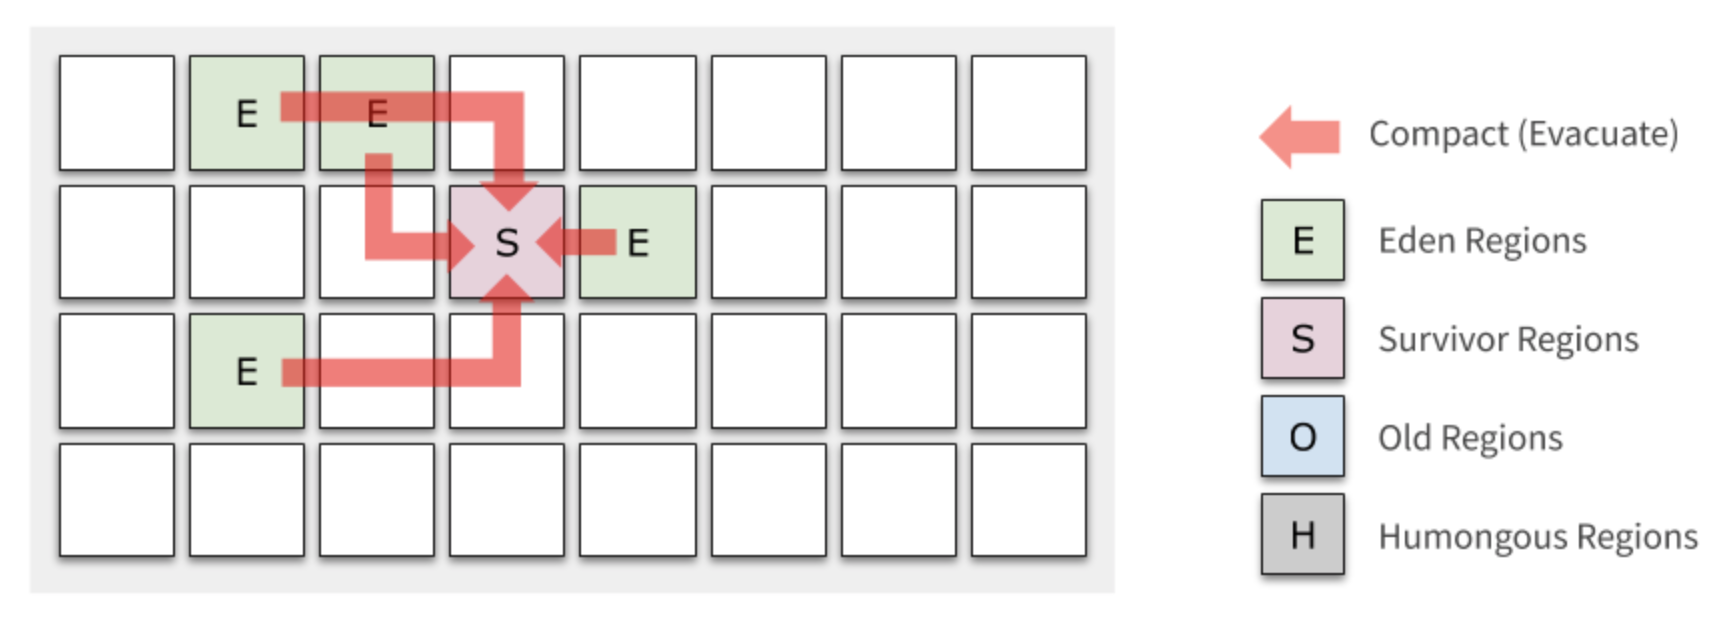 E
E
S
E
E
Compact (Evacuate)
E Eden Regions
S Survivor Regions
O Old Regions
H Humongous Regions